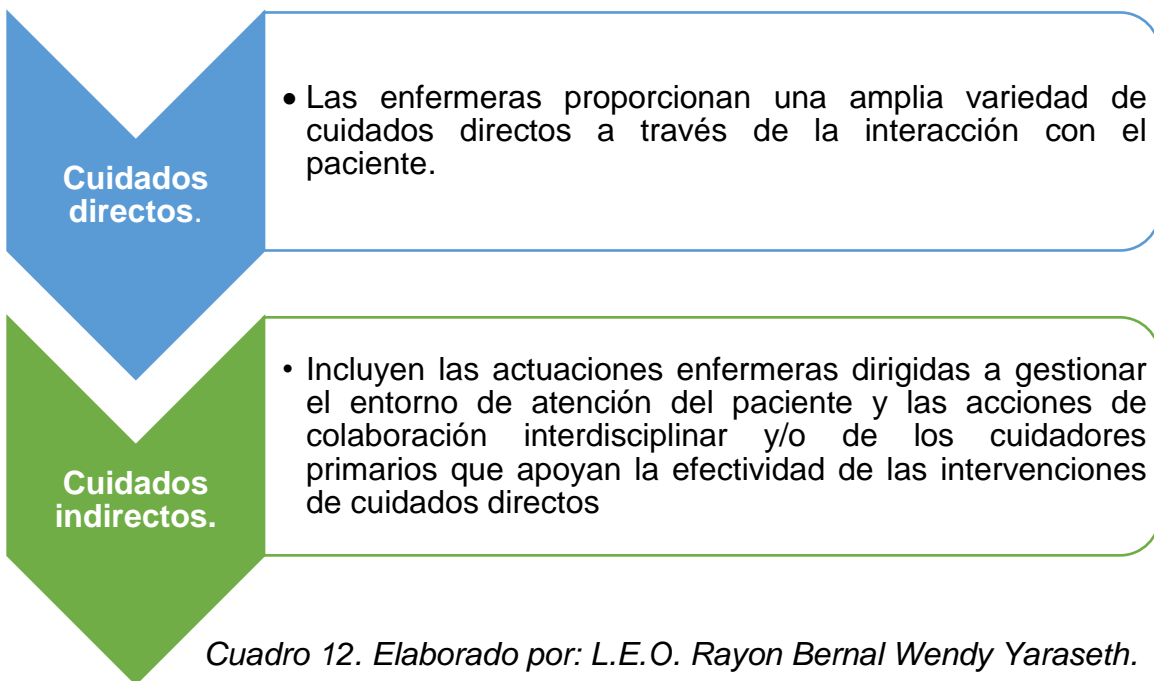 Cuidados
directos.
• Las enfermeras proporcionan una amplia variedad de
cuidados directos a través de la interacción con el
paciente.
Cuidados
indirectos.
• Incluyen las actuaciones enfermeras dirigidas a gestionar
el entorno de atención del paciente y las acciones de
colaboración interdisciplinar y/o de los cuidadores
primarios que apoyan la efectividad de las intervenciones
de cuidados directos
Cuadro 12. Elaborado por: L.E.O. Rayon Bernal Wendy Yaraseth.